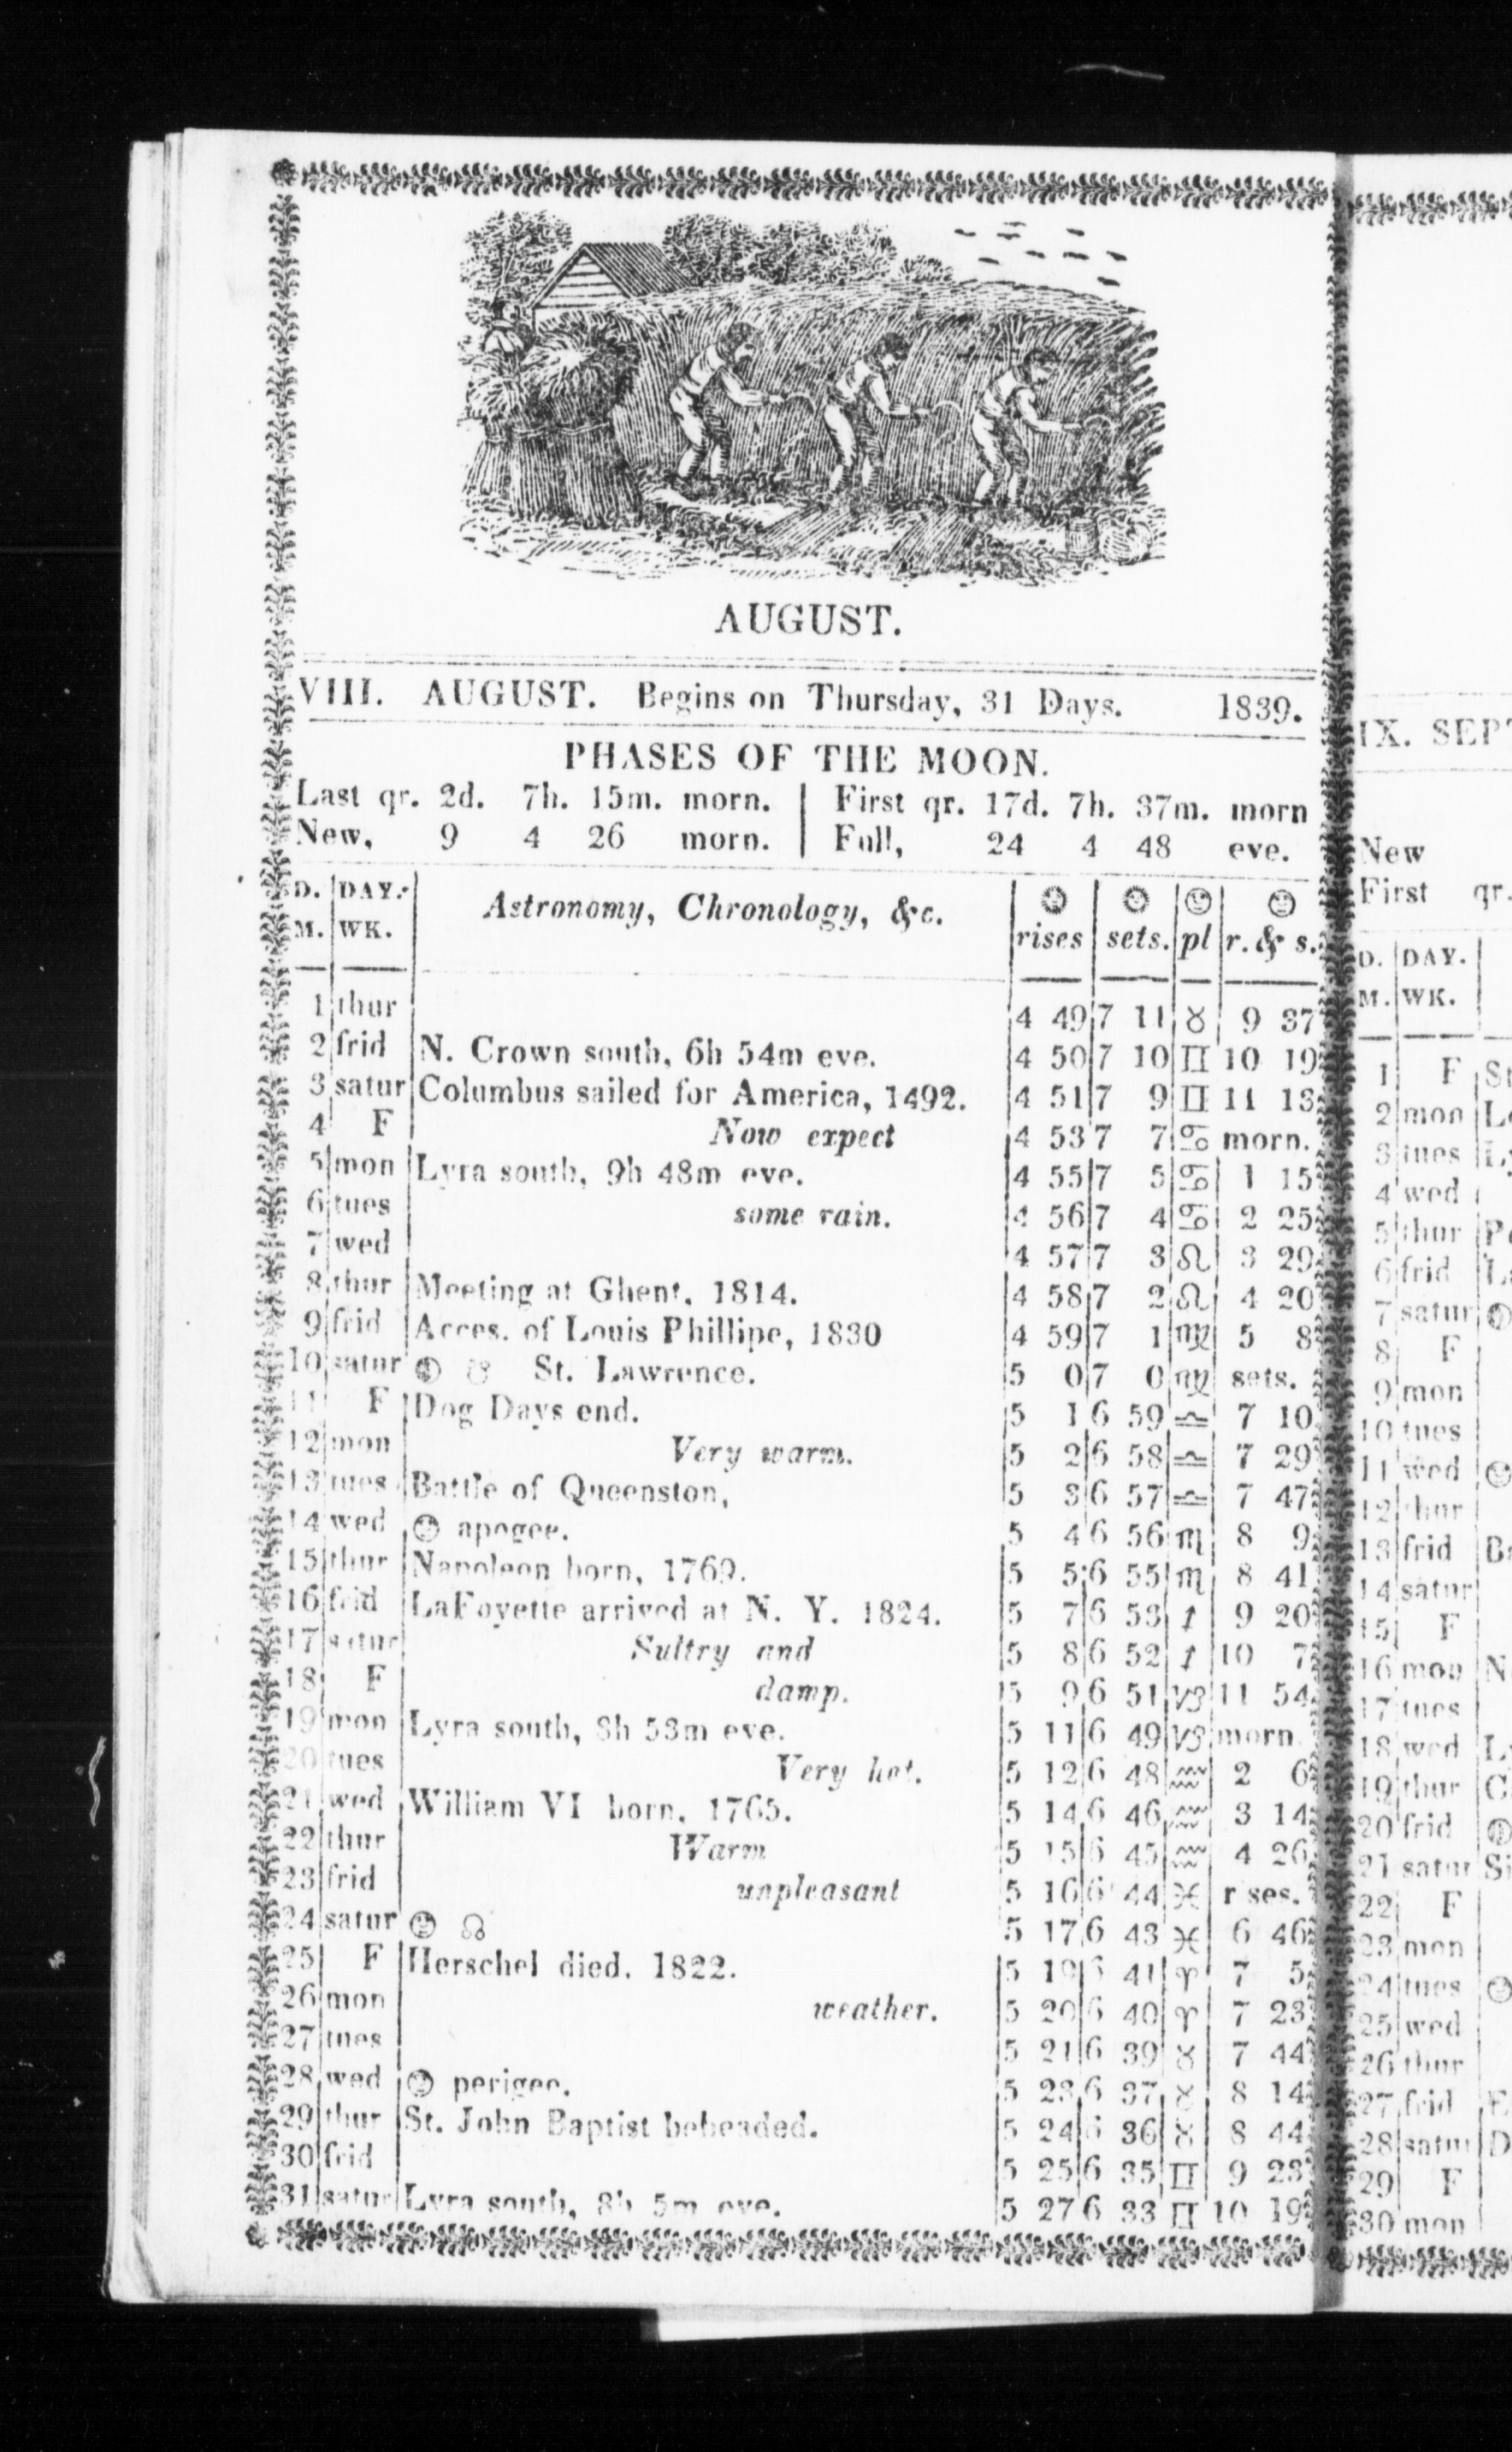 AUGUST.
VIII. AUGUST. Begins on Thursday, 31 Days. 1839.
PHASES OF THE MOON.
Last qr. 2d. 7h. 15m. morn. | First qr. 17d. 7h. 37m. morn
New, 9 4 26 morn. | Full, 24 4 48 eve.
D. M. | DAY. WK. | Astronomy, Chronology, &c. | ☉ rises | ☉ sets. | ☽ pl | ☽ r. & s.
1 thur 4 49 7 11 ♉ 9 37
2 frid N. Crown south, 6h 54m eve. 4 50 7 10 ♊ 10 19
3 satur Columbus sailed for America, 1492. 4 51 7 9 ♊ 11 13
4 F Now expect 4 53 7 7 ♋ morn.
5 mon Lyra south, 9h 48m eve. 4 55 7 5 ♋ 1 15
6 tues some rain. 4 56 7 4 ♋ 2 25
7 wed 4 57 7 3 ♌ 3 29
8 thur Meeting at Ghent, 1814. 4 58 7 2 ♌ 4 20
9 frid Acces. of Louis Phillipe, 1830 4 59 7 1 ♍ 5 8
10 satur ☽ ☋ St. Lawrence. 5 0 7 0 ♍ sets.
11 F Dog Days end. 5 1 6 59 ♎ 7 10
12 mon Very warm. 5 2 6 58 ♎ 7 29
13 tues Battle of Queenston, 5 3 6 57 ♎ 7 47
14 wed ☽ apogee. 5 4 6 56 ♏ 8 9
15 thur Napoleon born, 1769. 5 5 6 55 ♏ 8 41
16 frid LaFayette arrived at N. Y. 1824. 5 7 6 53 ♐ 9 20
17 satur Sultry and 5 8 6 52 ♐ 10 7
18 F damp. 5 9 6 51 ♑ 11 54
19 mon Lyra south, 8h 53m eve. 5 11 6 49 ♑ morn.
20 tues Very hot. 5 12 6 48 ♒ 2 6
21 wed William VI born, 1765. 5 14 6 46 ♒ 3 14
22 thur Warm 5 15 6 45 ♒ 4 26
23 frid unpleasant 5 16 6 44 ♓ r ses.
24 satur ☽ ☊ 5 17 6 43 ♓ 6 46
25 F Herschel died. 1822. 5 19 6 41 ♈ 7 5
26 mon weather. 5 20 6 40 ♈ 7 23
27 tues 5 21 6 39 ♉ 7 44
28 wed ☽ perigee. 5 23 6 37 ♉ 8 14
29 thur St. John Baptist beheaded. 5 24 6 36 ♉ 8 44
30 frid 5 25 6 35 ♊ 9 23
31 satur Lyra south, 8h 5m eve. 5 27 6 33 ♊ 10 19
IX. SEPT
New
First qr.
D. M. | DAY. WK.
1 F
2 mon
3 tues
4 wed
5 thur
6 frid
7 satur
8 F
9 mon
10 tues
11 wed
12 thur
13 frid
14 satur
15 F
16 mon
17 tues
18 wed
19 thur
20 frid
21 satur
22 F
23 mon
24 tues
25 wed
26 thur
27 frid
28 satur
29 F
30 mon